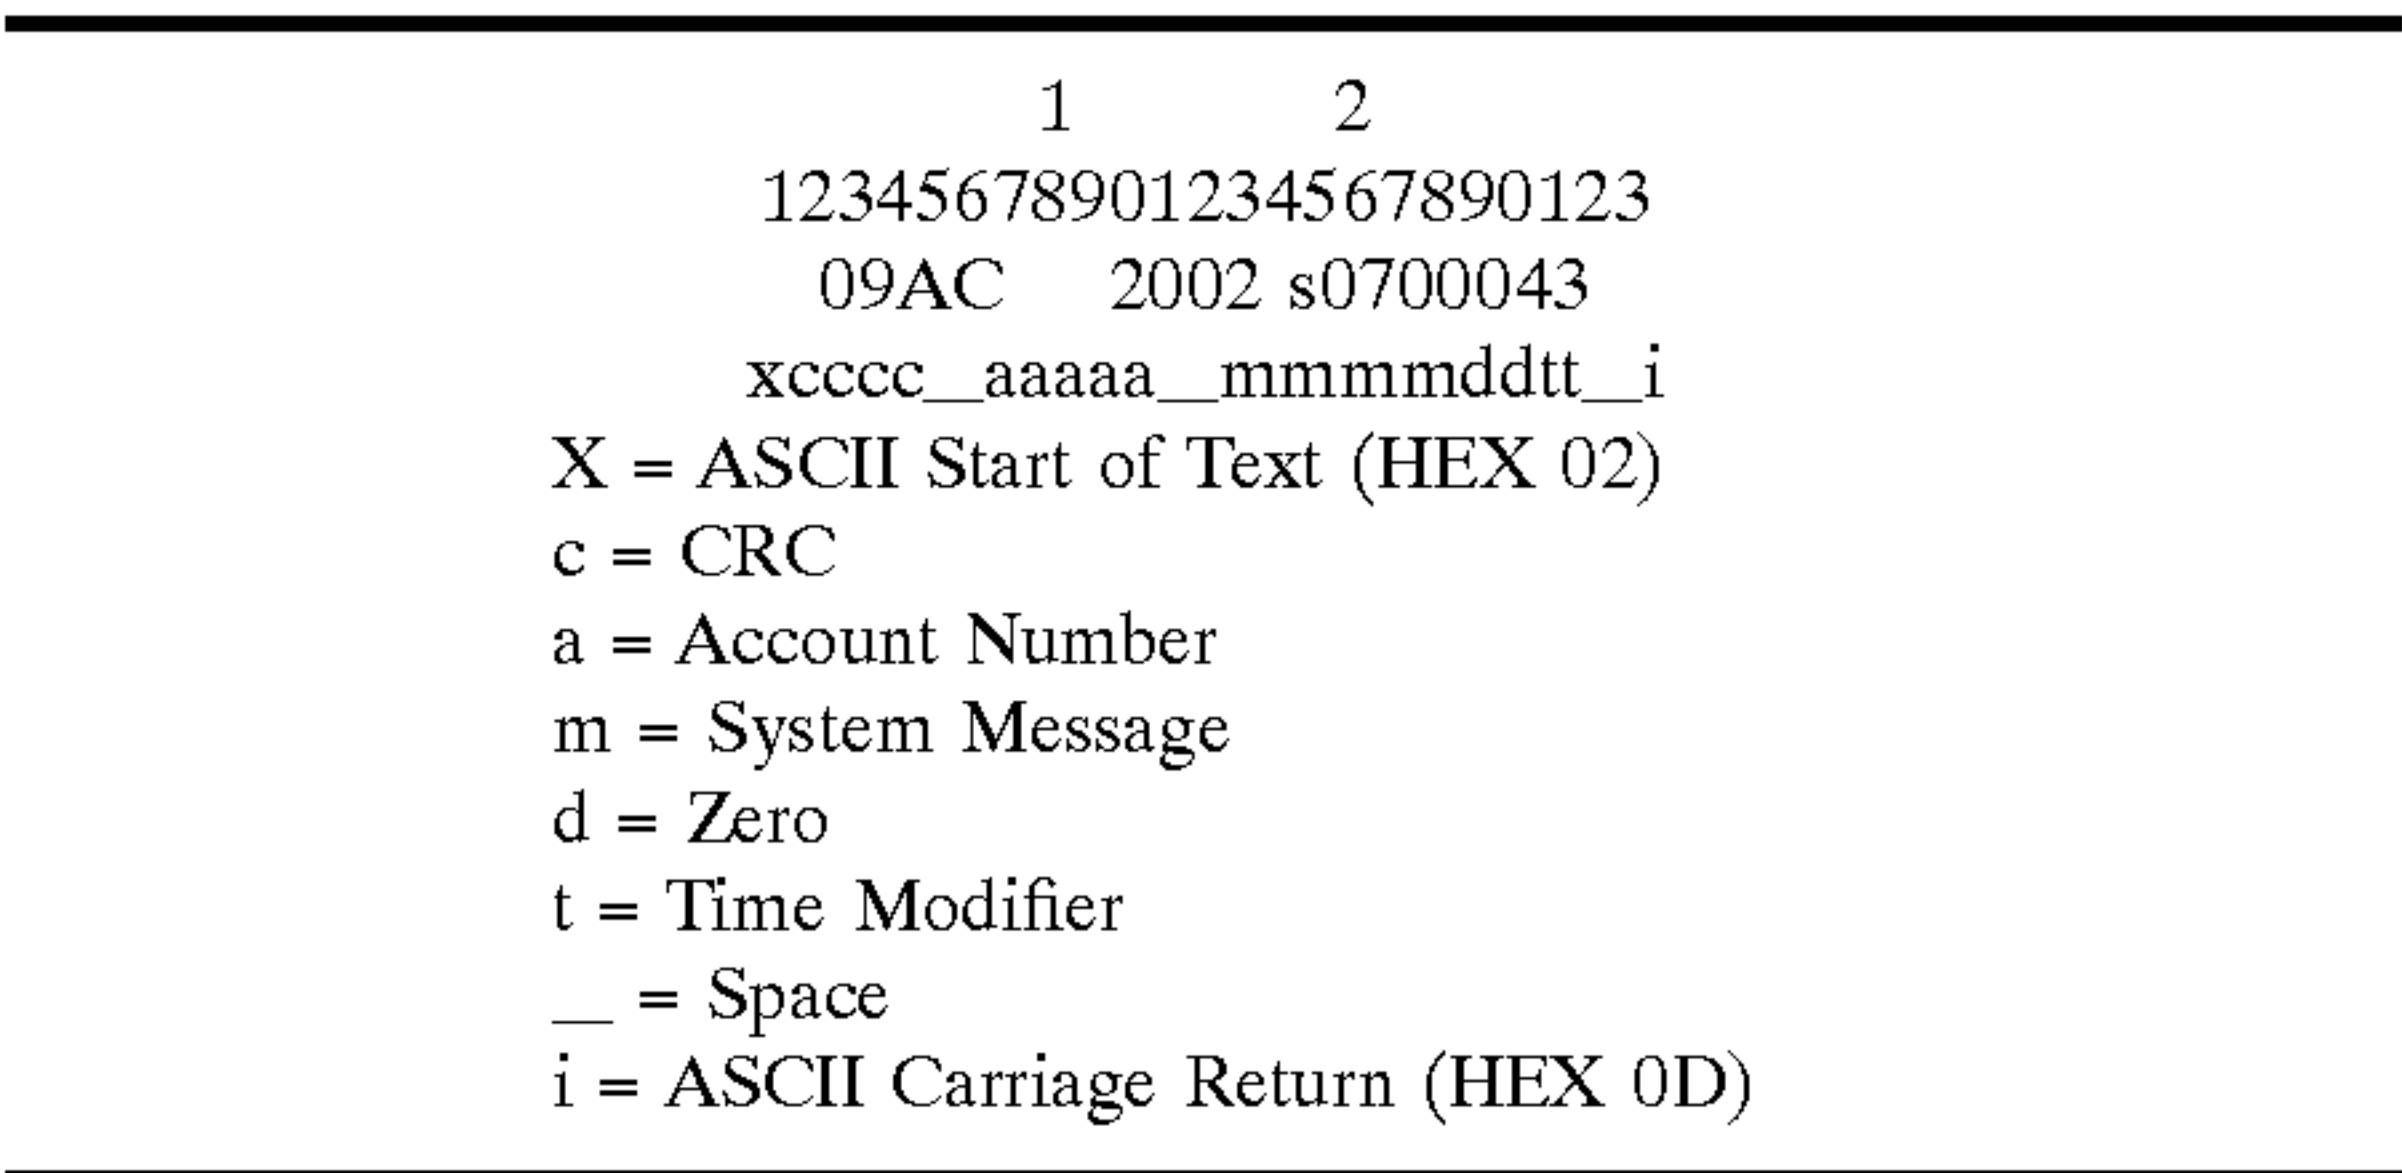 1 2
12345678901234567890123
09AC 2002 s0700043
xcccc_aaaaa_mmmmddtt_i
X = ASCII Start of Text (HEX 02)
c = CRC
a = Account Number
m = System Message
d = Zero
t = Time Modifier
_ = Space
i = ASCII Carriage Return (HEX 0D)